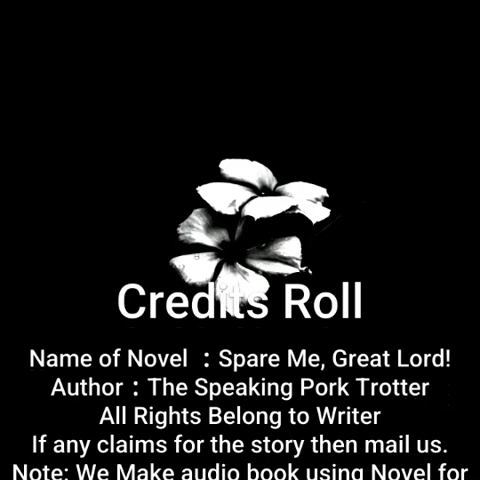 Credits Roll
Name of Novel : Spare Me, Great Lord!
Author : The Speaking Pork Trotter
All Rights Belong to Writer
If any claims for the story then mail us.
Note: We Make audio book using Novel for